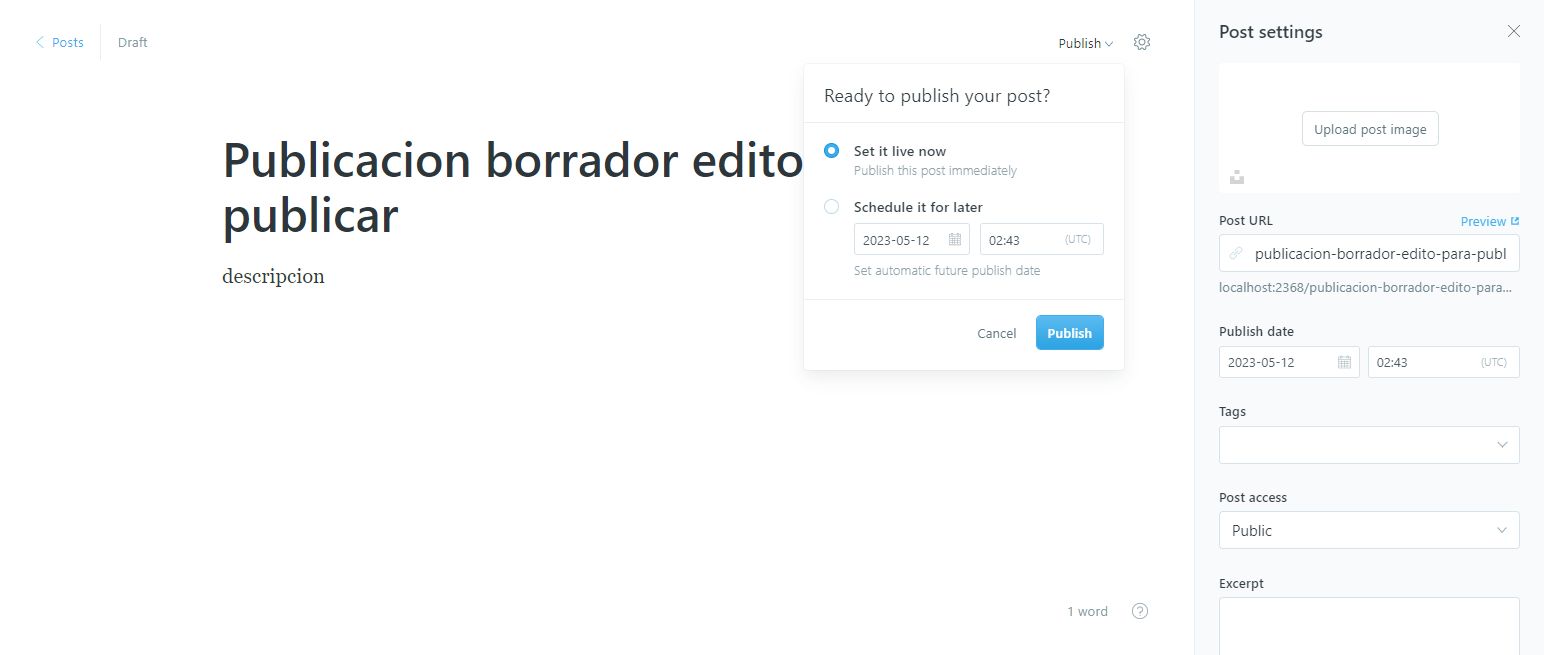 Posts
Draft
Publish
Ready to publish your post?
Set it live now
Publish this post immediately
Schedule it for later
2023-05-12
02:43 (UTC)
Set automatic future publish date
Cancel
Publish
Publicacion borrador edito
publicar
descripcion
1 word
?
Post settings
Upload post image
Post URL
Preview
publicacion-borrador-edito-para-publ
localhost:2368/publicacion-borrador-edito-para...
Publish date
2023-05-12
02:43 (UTC)
Tags
Post access
Public
Excerpt